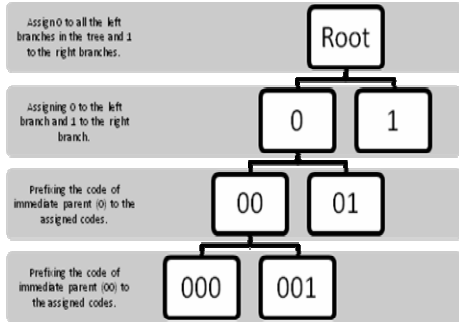 Assign 0 to all the left
branches in the tree and 1
to the right branches.
Root
Assigning 0 to the left
branch and 1 to the right
branch.
0
1
Prefixing the code of
immediate parent (0) to the
assigned codes.
00
01
Prefixing the code of
immediate parent (00) to
the assigned codes.
000
001